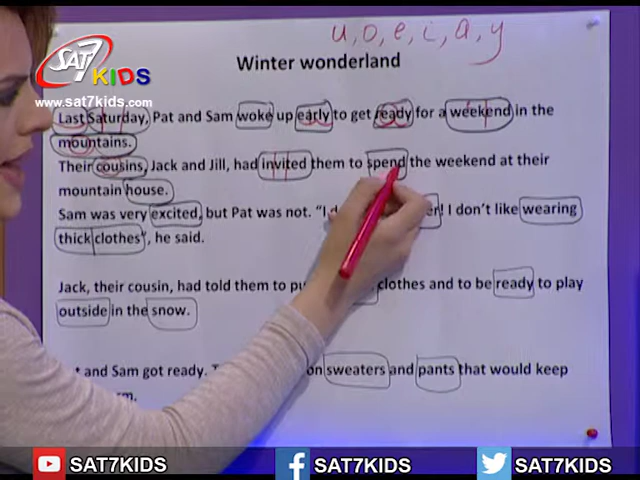 u, o, e, i, a, y
SAT7
KIDS
www.sat7kids.com
Winter wonderland
Last Saturday, Pat and Sam woke up early to get ready for a weekend in the
mountains.
Their cousins, Jack and Jill, had invited them to spend the weekend at their
mountain house.
Sam was very excited, but Pat was not. "I er! I don't like wearing
thick clothes", he said.
Jack, their cousin, had told them to pu clothes and to be ready to play
outside in the snow.
and Sam got ready. on sweaters and pants that would keep
SAT7KIDS
SAT7KIDS
SAT7KIDS